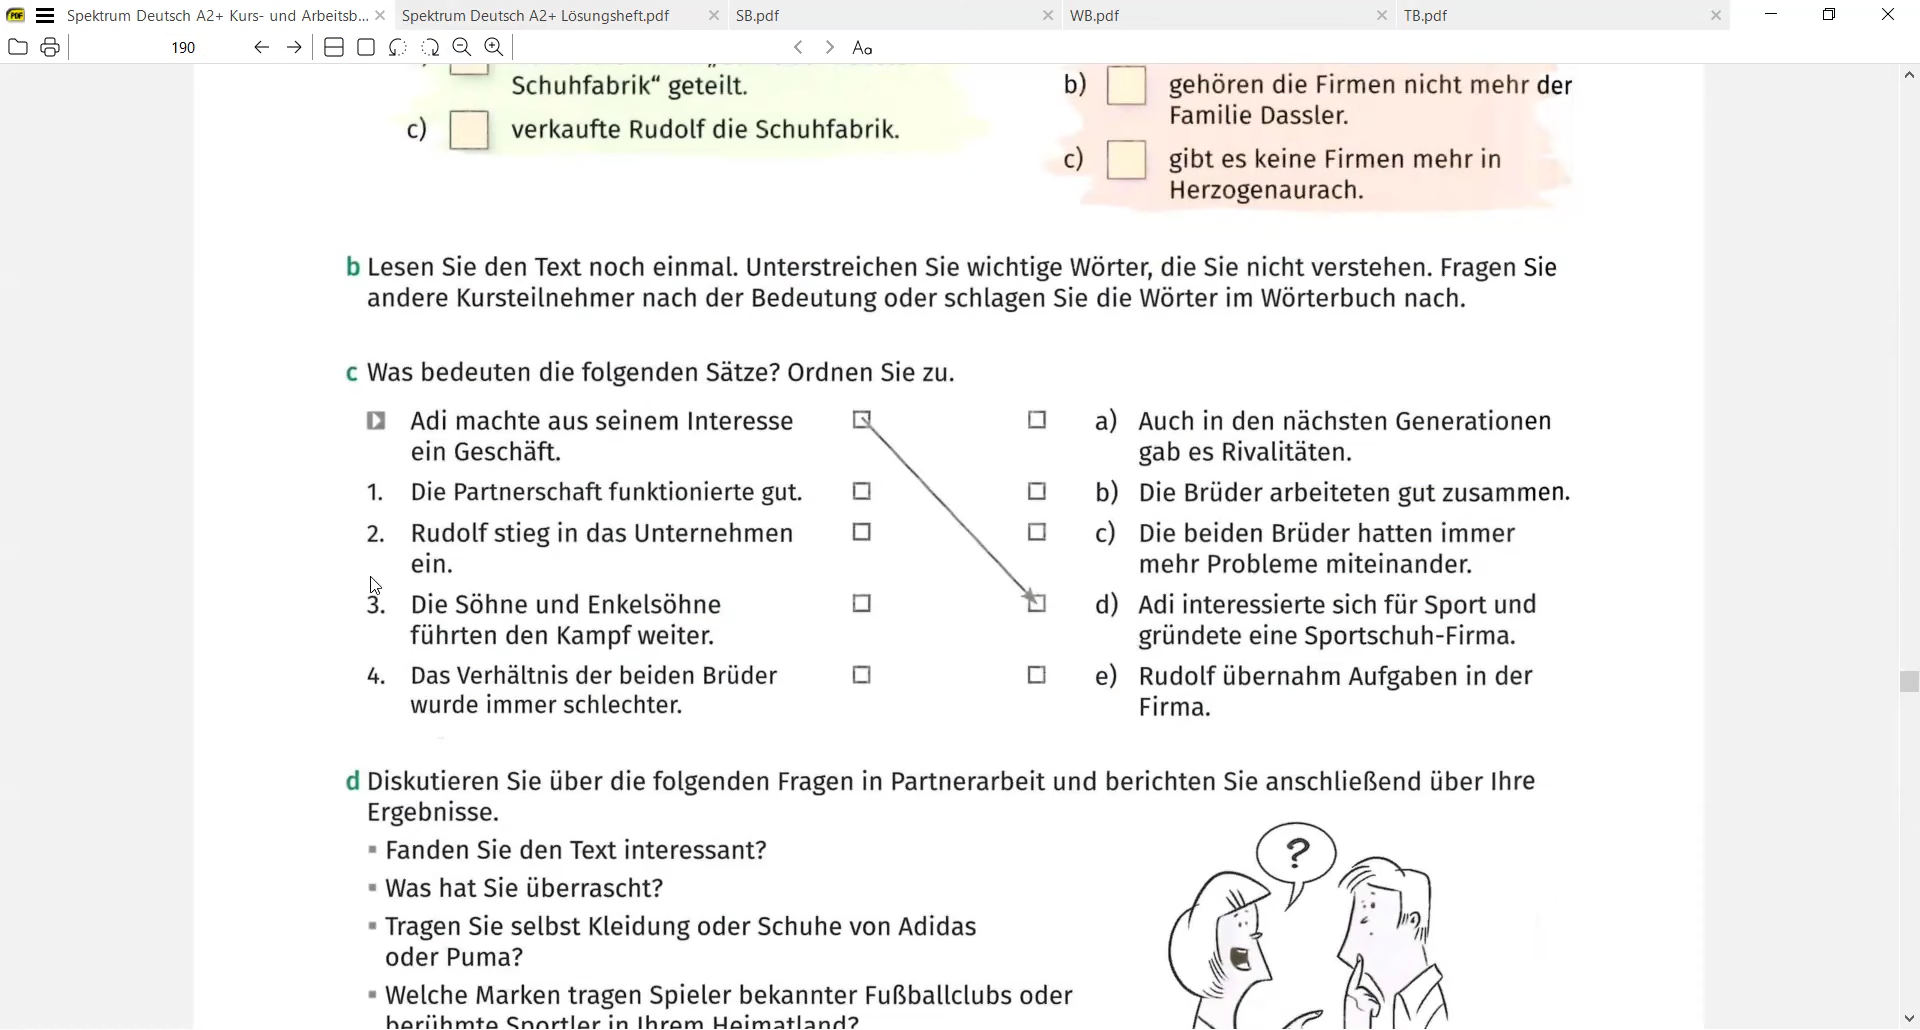 Spektrum Deutsch A2+ Kurs- und Arbeitsb...
Spektrum Deutsch A2+ Lösungsheft.pdf
SB.pdf
WB.pdf
TB.pdf
190
Aa
Schuhfabrik“ geteilt.
c) verkaufte Rudolf die Schuhfabrik.
b) gehören die Firmen nicht mehr der
Familie Dassler.
c) gibt es keine Firmen mehr in
Herzogenaurach.
b Lesen Sie den Text noch einmal. Unterstreichen Sie wichtige Wörter, die Sie nicht verstehen. Fragen Sie
andere Kursteilnehmer nach der Bedeutung oder schlagen Sie die Wörter im Wörterbuch nach.
c Was bedeuten die folgenden Sätze? Ordnen Sie zu.
Adi machte aus seinem Interesse
ein Geschäft.
1. Die Partnerschaft funktionierte gut.
2. Rudolf stieg in das Unternehmen
ein.
3. Die Söhne und Enkelsöhne
führten den Kampf weiter.
4. Das Verhältnis der beiden Brüder
wurde immer schlechter.
a) Auch in den nächsten Generationen
gab es Rivalitäten.
b) Die Brüder arbeiteten gut zusammen.
c) Die beiden Brüder hatten immer
mehr Probleme miteinander.
d) Adi interessierte sich für Sport und
gründete eine Sportschuh-Firma.
e) Rudolf übernahm Aufgaben in der
Firma.
d Diskutieren Sie über die folgenden Fragen in Partnerarbeit und berichten Sie anschließend über Ihre
Ergebnisse.
▪ Fanden Sie den Text interessant?
▪ Was hat Sie überrascht?
▪ Tragen Sie selbst Kleidung oder Schuhe von Adidas
oder Puma?
▪ Welche Marken tragen Spieler bekannter Fußballclubs oder
berühmte Sportler in Ihrem Heimatland?
?